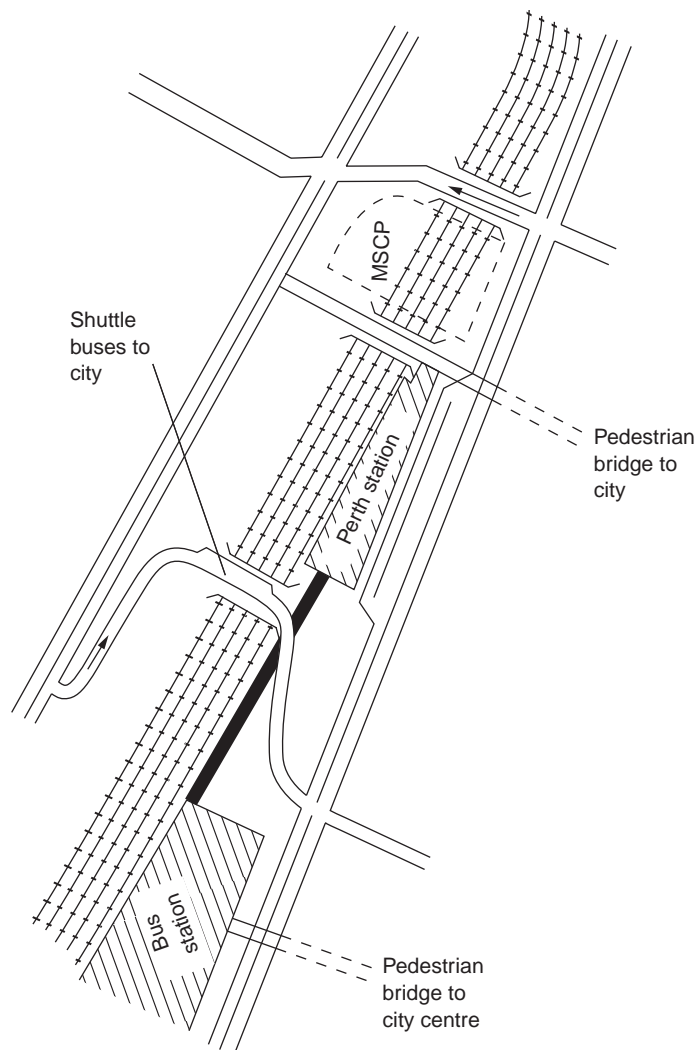 MSCP
Shuttle
buses to
city
Pedestrian
bridge to
city
Perth station
Bus
station
Pedestrian
bridge to
city centre